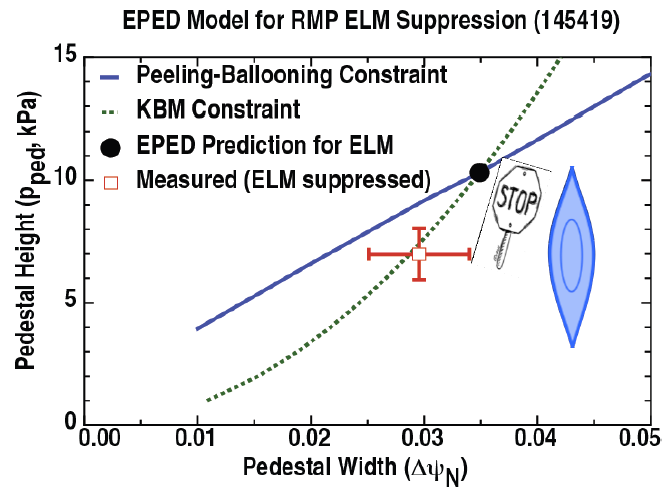 EPED Model for RMP ELM Suppression (145419)
15
Peeling-Ballooning Constraint
KBM Constraint
EPED Prediction for ELM
Measured (ELM suppressed)
10
STOP
5
0
0.00 0.01 0.02 0.03 0.04 0.05
Pedestal Height (pped, kPa)
Pedestal Width (ΔψN)